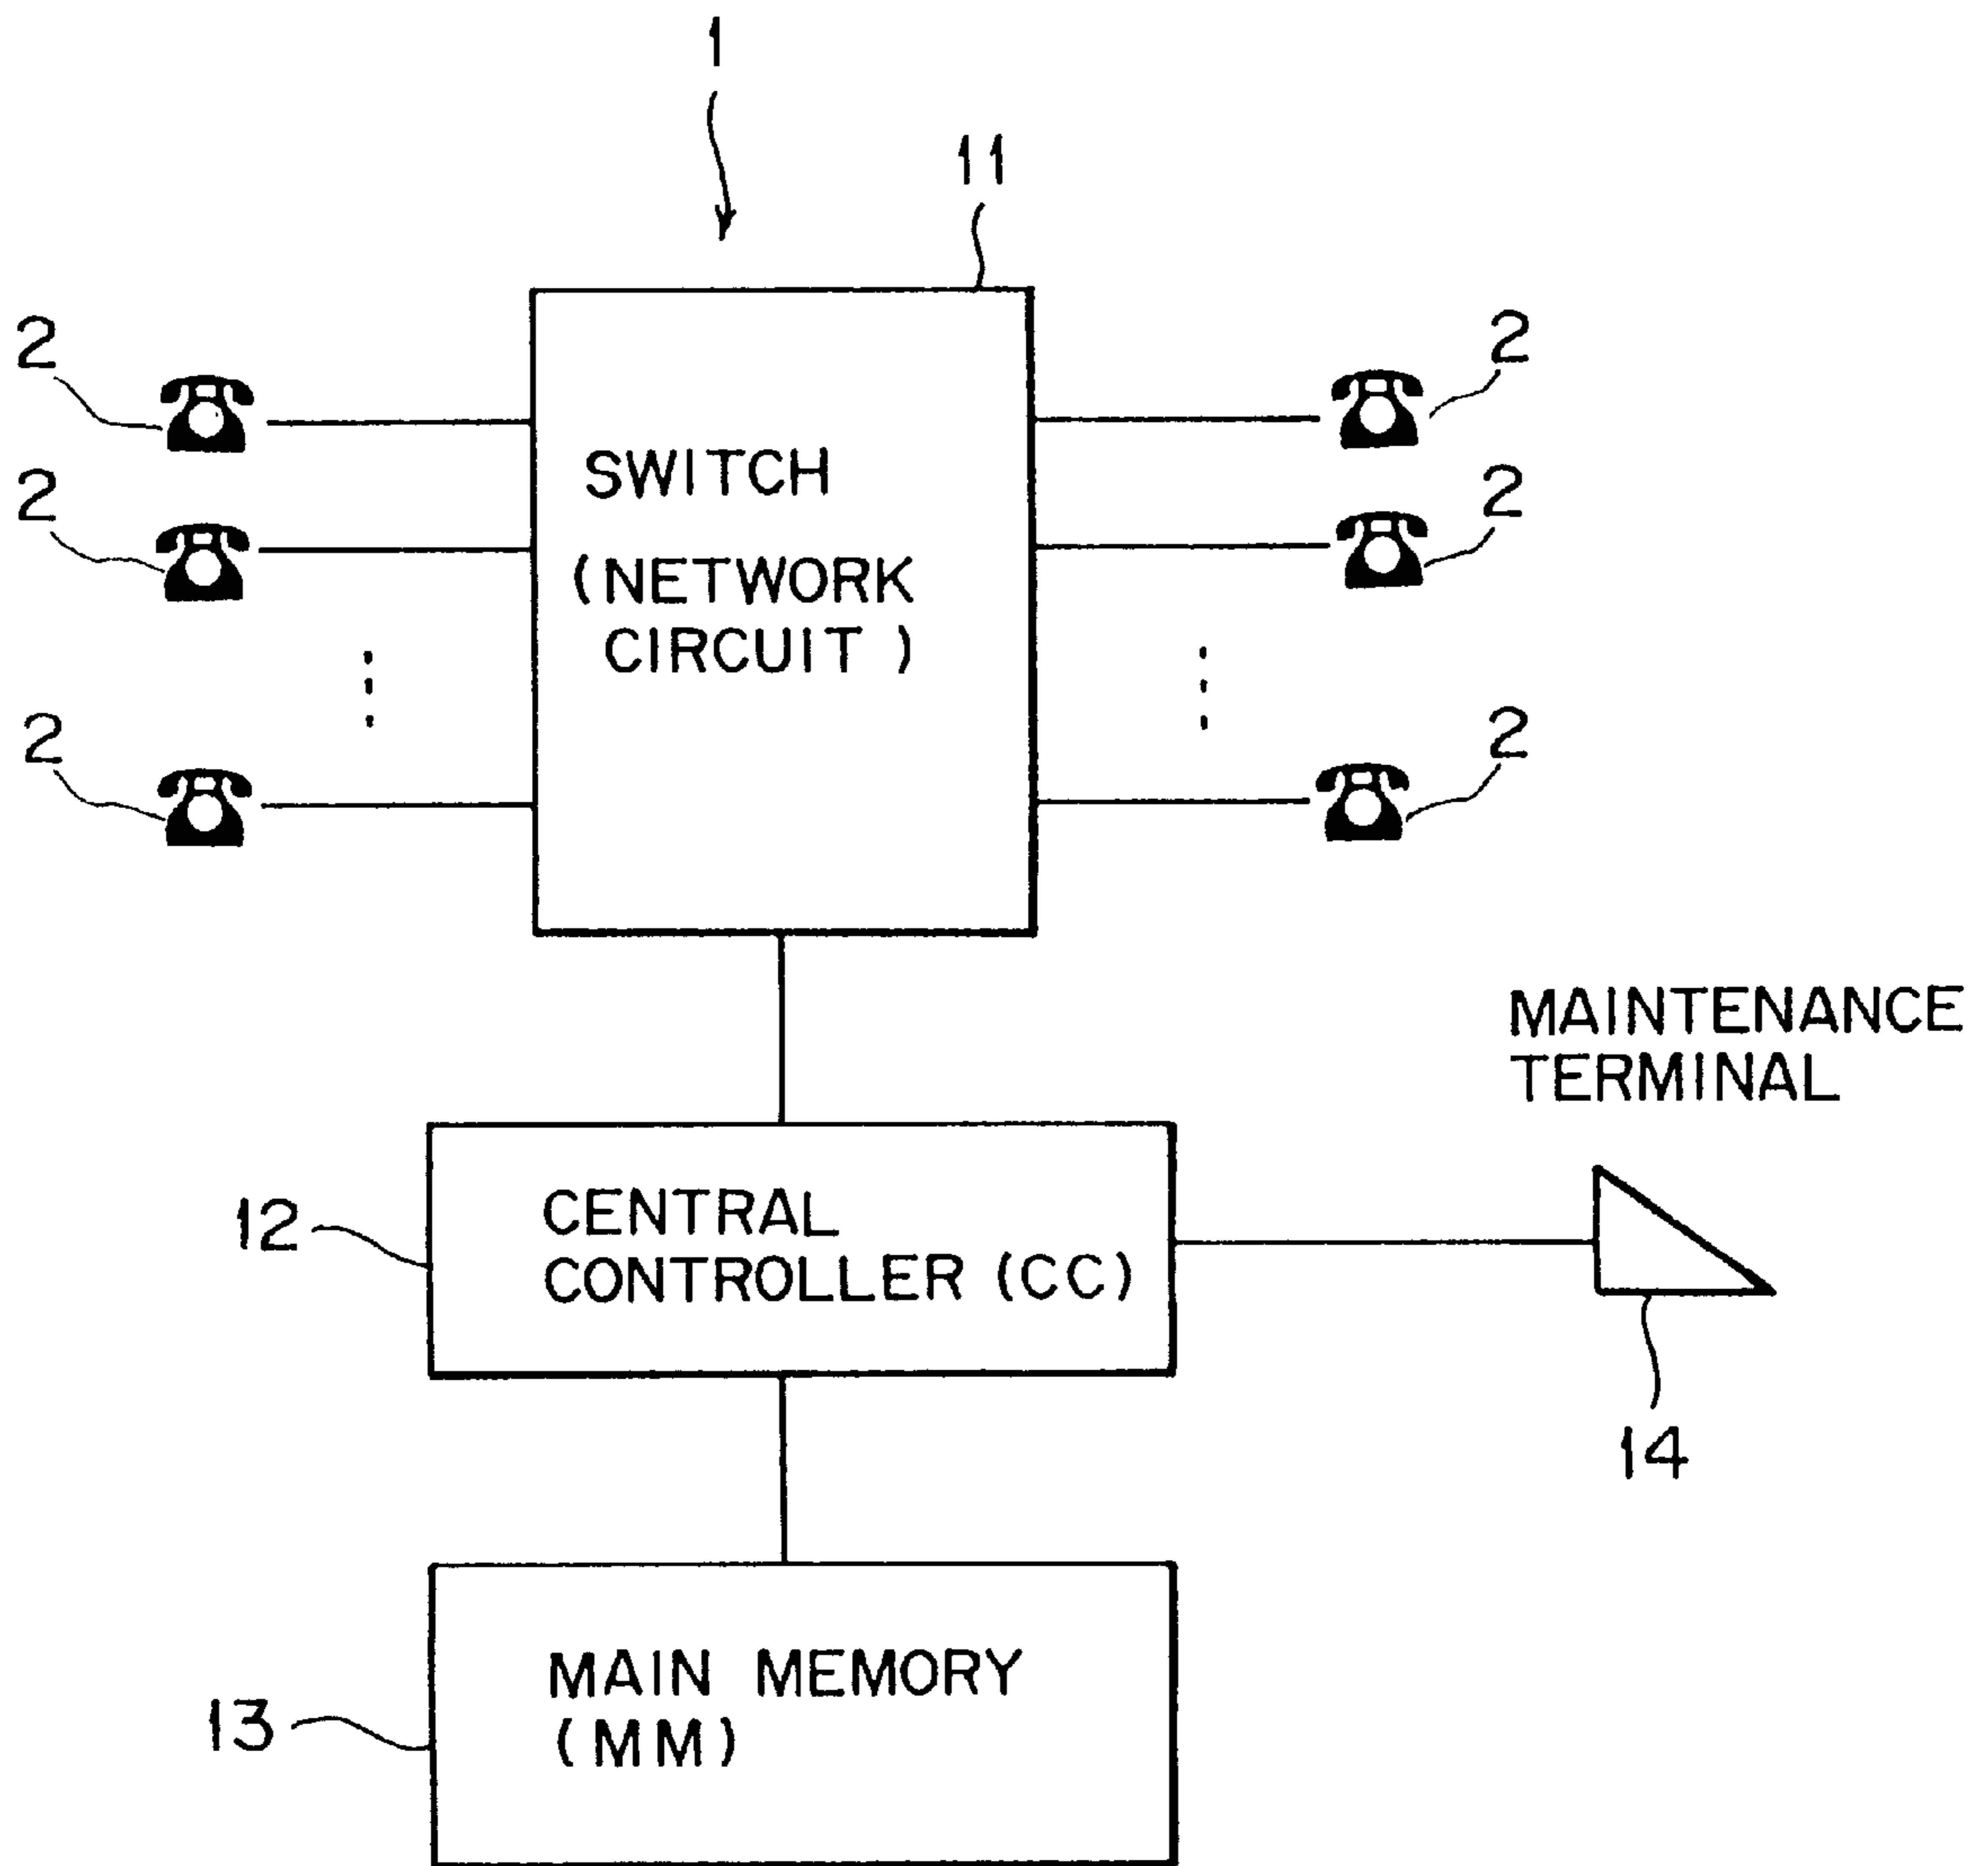 1
11
2
2
2
2
SWITCH
(NETWORK
CIRCUIT)
2
2
MAINTENANCE
TERMINAL
12
CENTRAL
CONTROLLER (CC)
14
13
MAIN MEMORY
(MM)